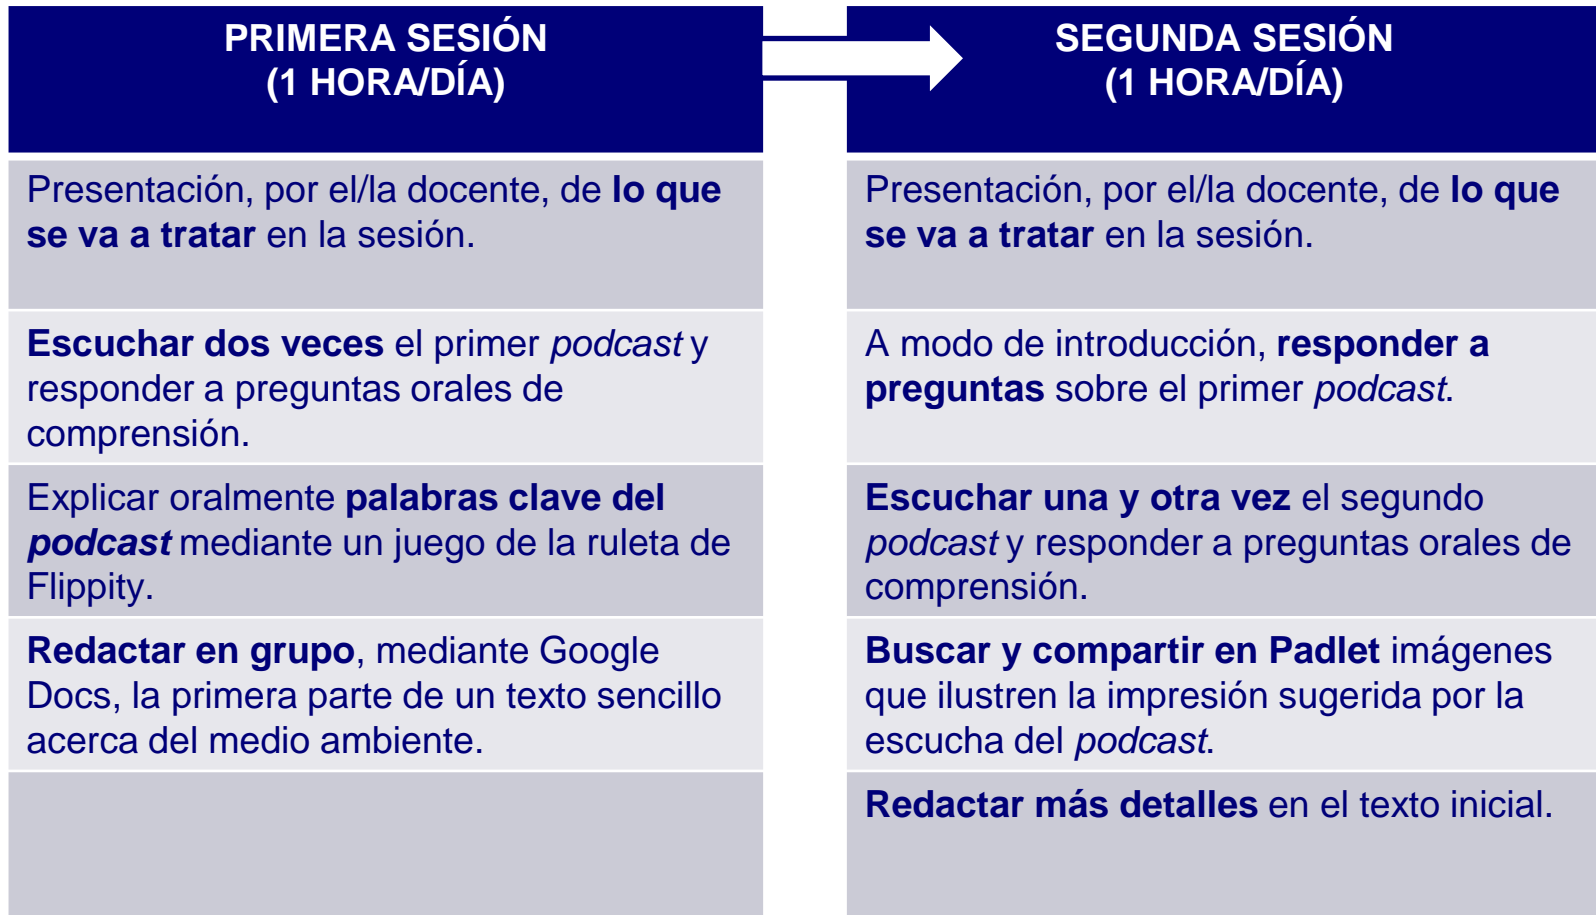 PRIMERA SESIÓN
(1 HORA/DÍA)
Presentación, por el/la docente, de lo que
se va a tratar en la sesión.
Escuchar dos veces el primer podcast y
responder a preguntas orales de
comprensión.
Explicar oralmente palabras clave del
podcast mediante un juego de la ruleta de
Flippity.
Redactar en grupo, mediante Google
Docs, la primera parte de un texto sencillo
acerca del medio ambiente.
SEGUNDA SESIÓN
(1 HORA/DÍA)
Presentación, por el/la docente, de lo que
se va a tratar en la sesión.
A modo de introducción, responder a
preguntas sobre el primer podcast.
Escuchar una y otra vez el segundo
podcast y responder a preguntas orales de
comprensión.
Buscar y compartir en Padlet imágenes
que ilustren la impresión sugerida por la
escucha del podcast.
Redactar más detalles en el texto inicial.